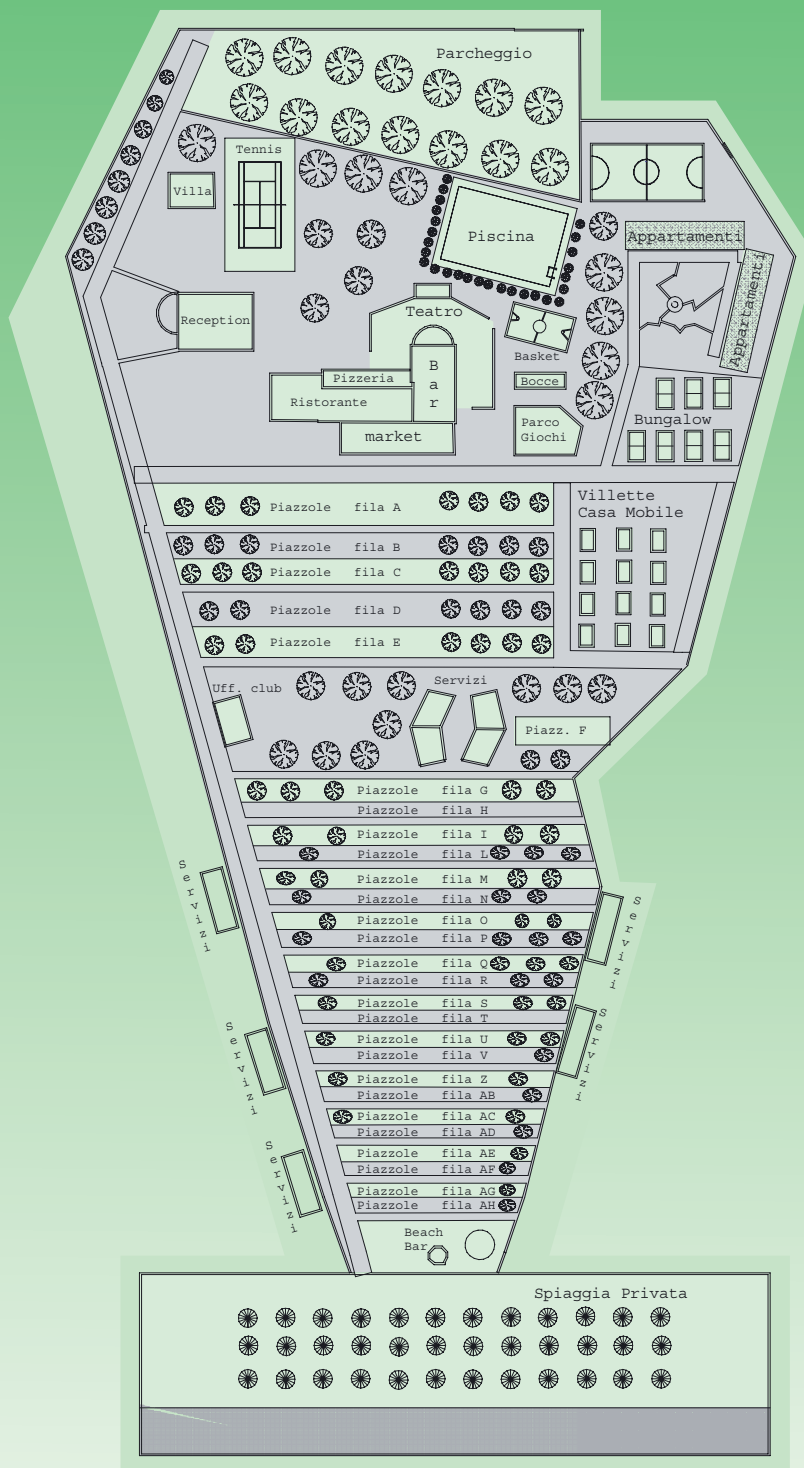 Parcheggio
Tennis
Villa
Piscina
Appartamenti
Appartamenti
Reception
Teatro
Basket
Bar
Pizzeria
Ristorante
Bocce
market
Parco
Giochi
Bungalow
Villette
Casa Mobile
Piazzole fila A
Piazzole fila B
Piazzole fila C
Piazzole fila D
Piazzole fila E
Uff. club
Servizi
Piazz. F
Piazzole fila G
Piazzole fila H
Piazzole fila I
Piazzole fila L
Piazzole fila M
Piazzole fila N
Servizi
Servizi
Piazzole fila O
Piazzole fila P
Piazzole fila Q
Piazzole fila R
Piazzole fila S
Piazzole fila T
Servizi
Servizi
Piazzole fila U
Piazzole fila V
Piazzole fila Z
Piazzole fila AB
Piazzole fila AC
Piazzole fila AD
Servizi
Piazzole fila AE
Piazzole fila AF
Piazzole fila AG
Piazzole fila AH
Beach
Bar
Spiaggia Privata